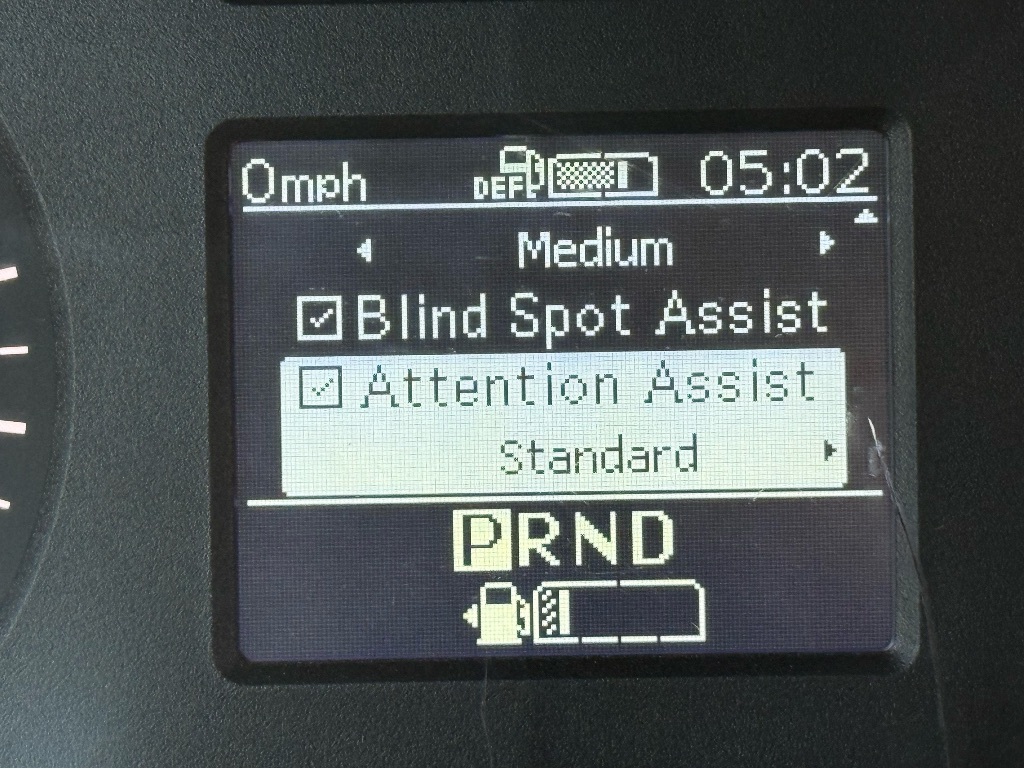 0mph DEF 05:02
Medium
Blind Spot Assist
Attention Assist
Standard
PRND